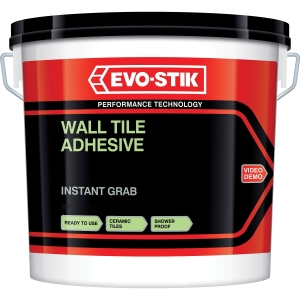 EVO-STIK
PERFORMANCE TECHNOLOGY
WALL TILE
ADHESIVE
INSTANT GRAB
VIDEO
DEMO
READY TO USE
CERAMIC
TILES
SHOWER
PROOF